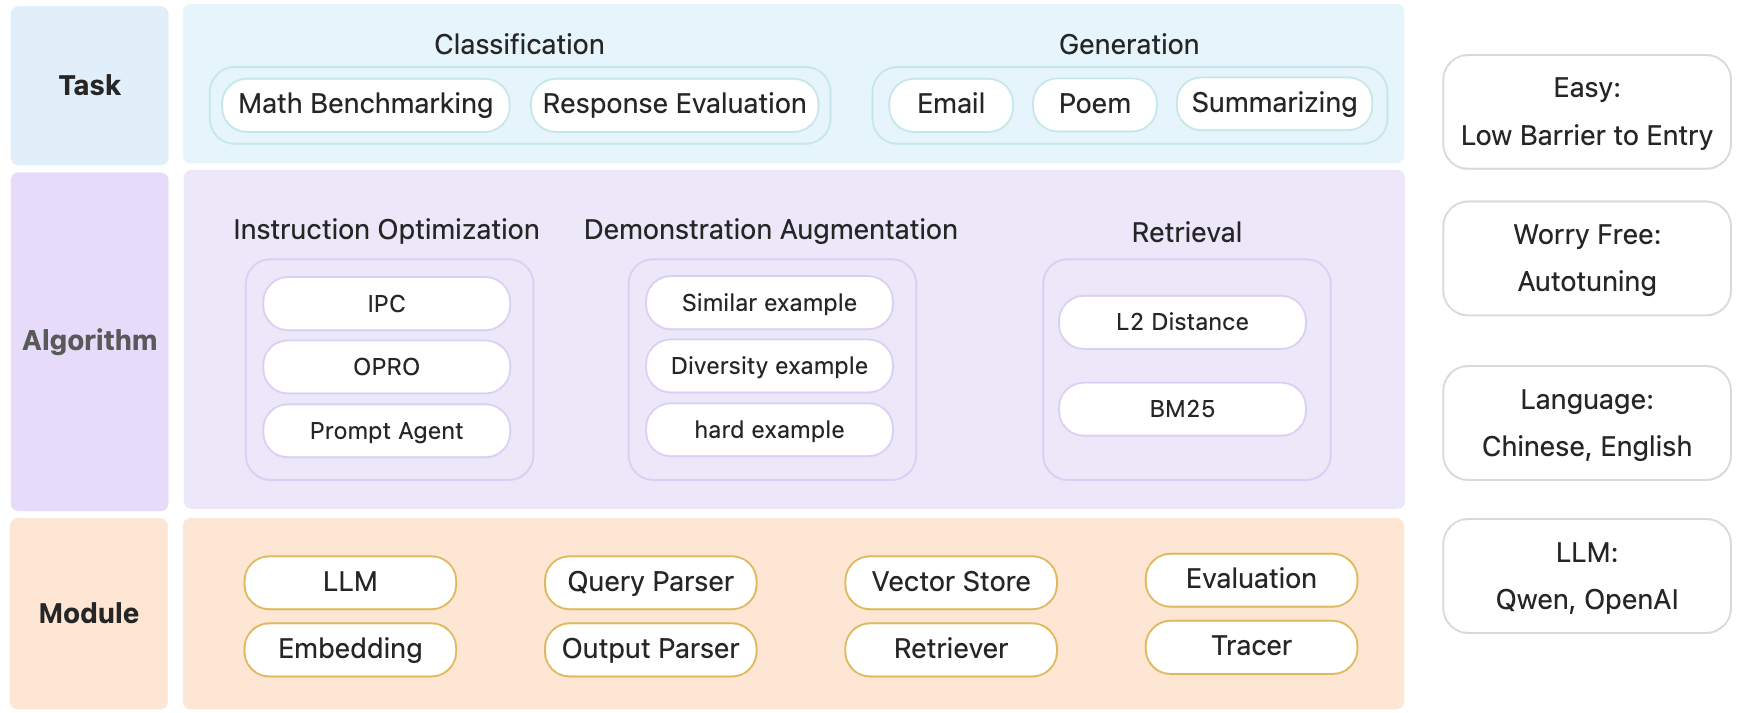 Task
Classification
Generation
Math Benchmarking
Response Evaluation
Email
Poem
Summarizing
Algorithm
Instruction Optimization
Demonstration Augmentation
Retrieval
IPC
OPRO
Prompt Agent
Similar example
Diversity example
hard example
L2 Distance
BM25
Module
LLM
Query Parser
Vector Store
Evaluation
Embedding
Output Parser
Retriever
Tracer
Easy:
Low Barrier to Entry
Worry Free:
Autotuning
Language:
Chinese, English
LLM:
Qwen, OpenAI